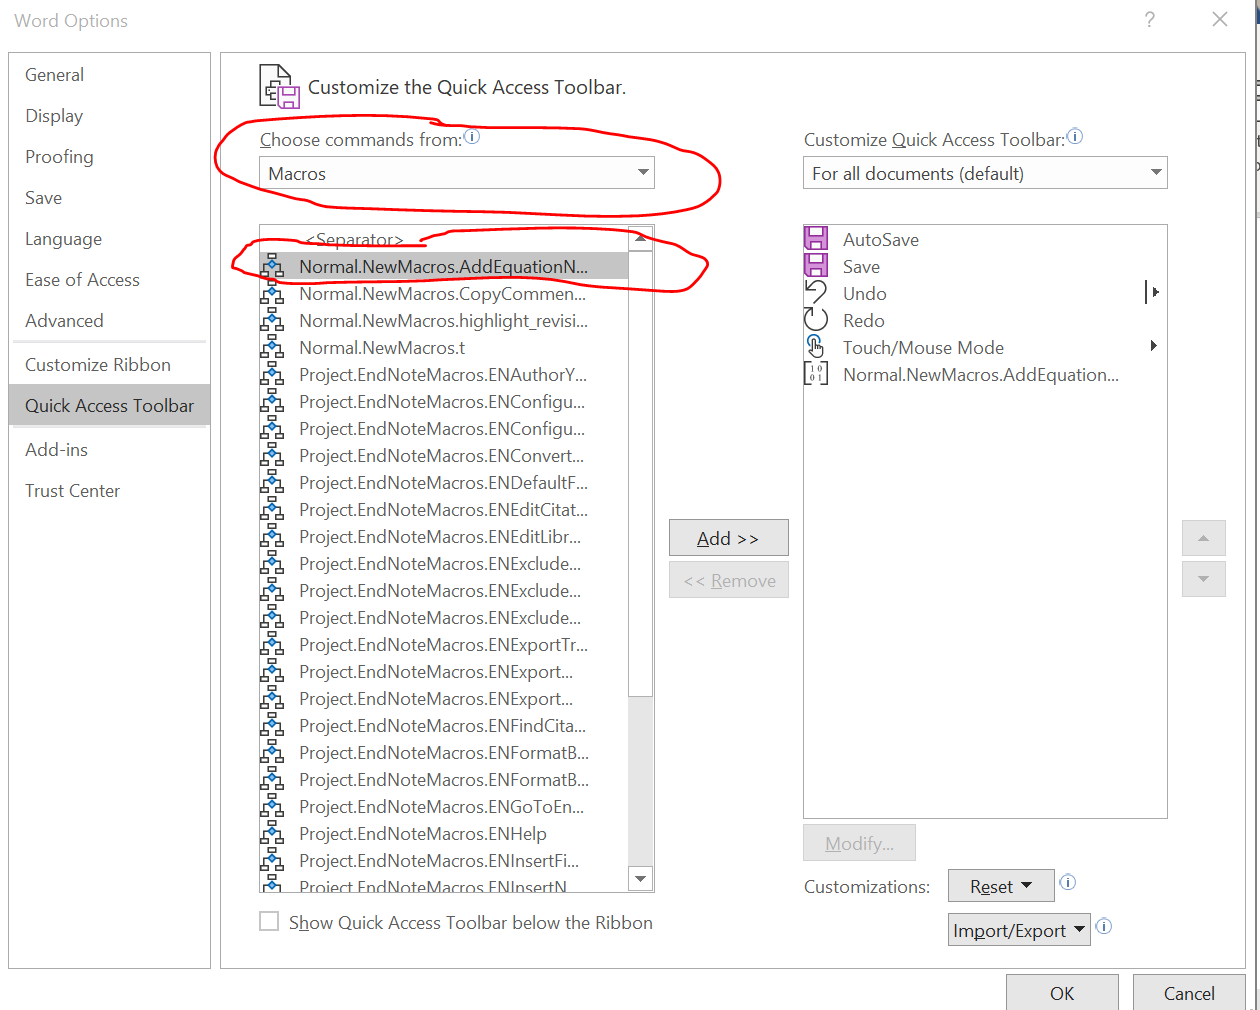 Word Options
?
General
Display
Proofing
Save
Language
Ease of Access
Advanced
Customize Ribbon
Quick Access Toolbar
Add-ins
Trust Center
Customize the Quick Access Toolbar.
Choose commands from:
Macros
<Separator>
Normal.NewMacros.AddEquationN...
Normal.NewMacros.CopyCommen...
Normal.NewMacros.highlight_revisi...
Normal.NewMacros.t
Project.EndNoteMacros.ENAuthorY...
Project.EndNoteMacros.ENConfigu...
Project.EndNoteMacros.ENConfigu...
Project.EndNoteMacros.ENConvert...
Project.EndNoteMacros.ENDefaultF...
Project.EndNoteMacros.ENEditCitat...
Project.EndNoteMacros.ENEditLibr...
Project.EndNoteMacros.ENExclude...
Project.EndNoteMacros.ENExclude...
Project.EndNoteMacros.ENExclude...
Project.EndNoteMacros.ENExportTr...
Project.EndNoteMacros.ENExport...
Project.EndNoteMacros.ENExport...
Project.EndNoteMacros.ENFindCita...
Project.EndNoteMacros.ENFormatB...
Project.EndNoteMacros.ENFormatB...
Project.EndNoteMacros.ENGoToEn...
Project.EndNoteMacros.ENHelp
Project.EndNoteMacros.ENInsertFi...
Project.EndNoteMacros.ENInsertN
Show Quick Access Toolbar below the Ribbon
Add >>
<< Remove
Customize Quick Access Toolbar:
For all documents (default)
AutoSave
Save
Undo
Redo
Touch/Mouse Mode
Normal.NewMacros.AddEquation...
Modify...
Customizations:
Reset
Import/Export
OK
Cancel